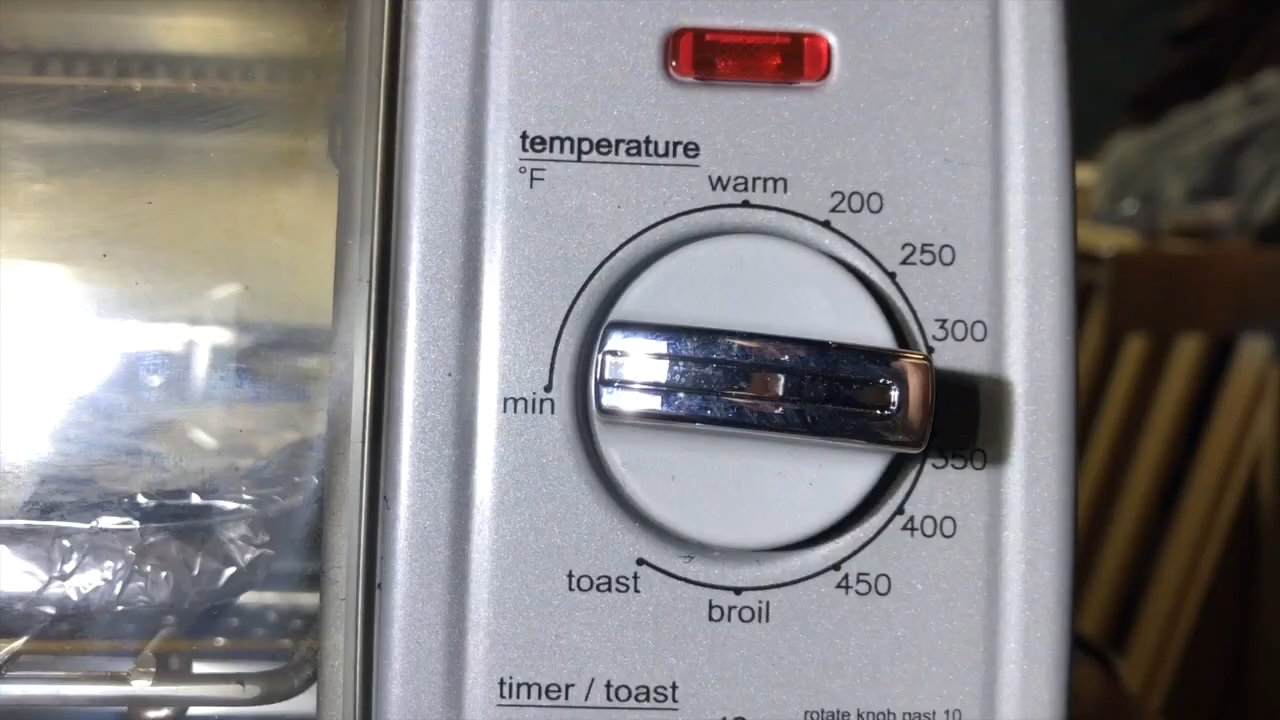 temperature
°F
warm
200
250
300
min
350
400
toast
450
broil
timer / toast
rotate knob past 10